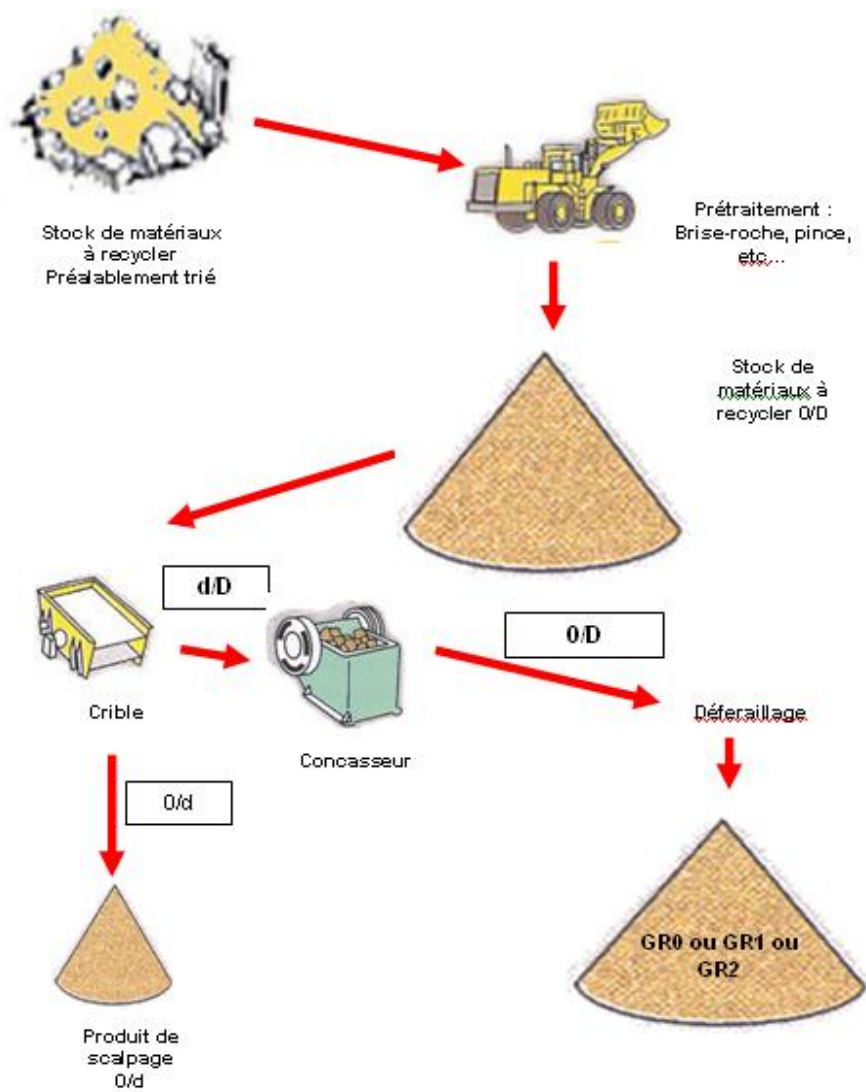 Stock de matériaux
à recycler
Préalablement trié
Prétraitement :
Brise-roche, pince,
etc...
Stock de
matériaux à
recycler 0/D
d/D
0/D
Crible
Concasseur
Déferaillage
0/d
GR0 ou GR1 ou
GR2
Produit de
scalpage
0/d